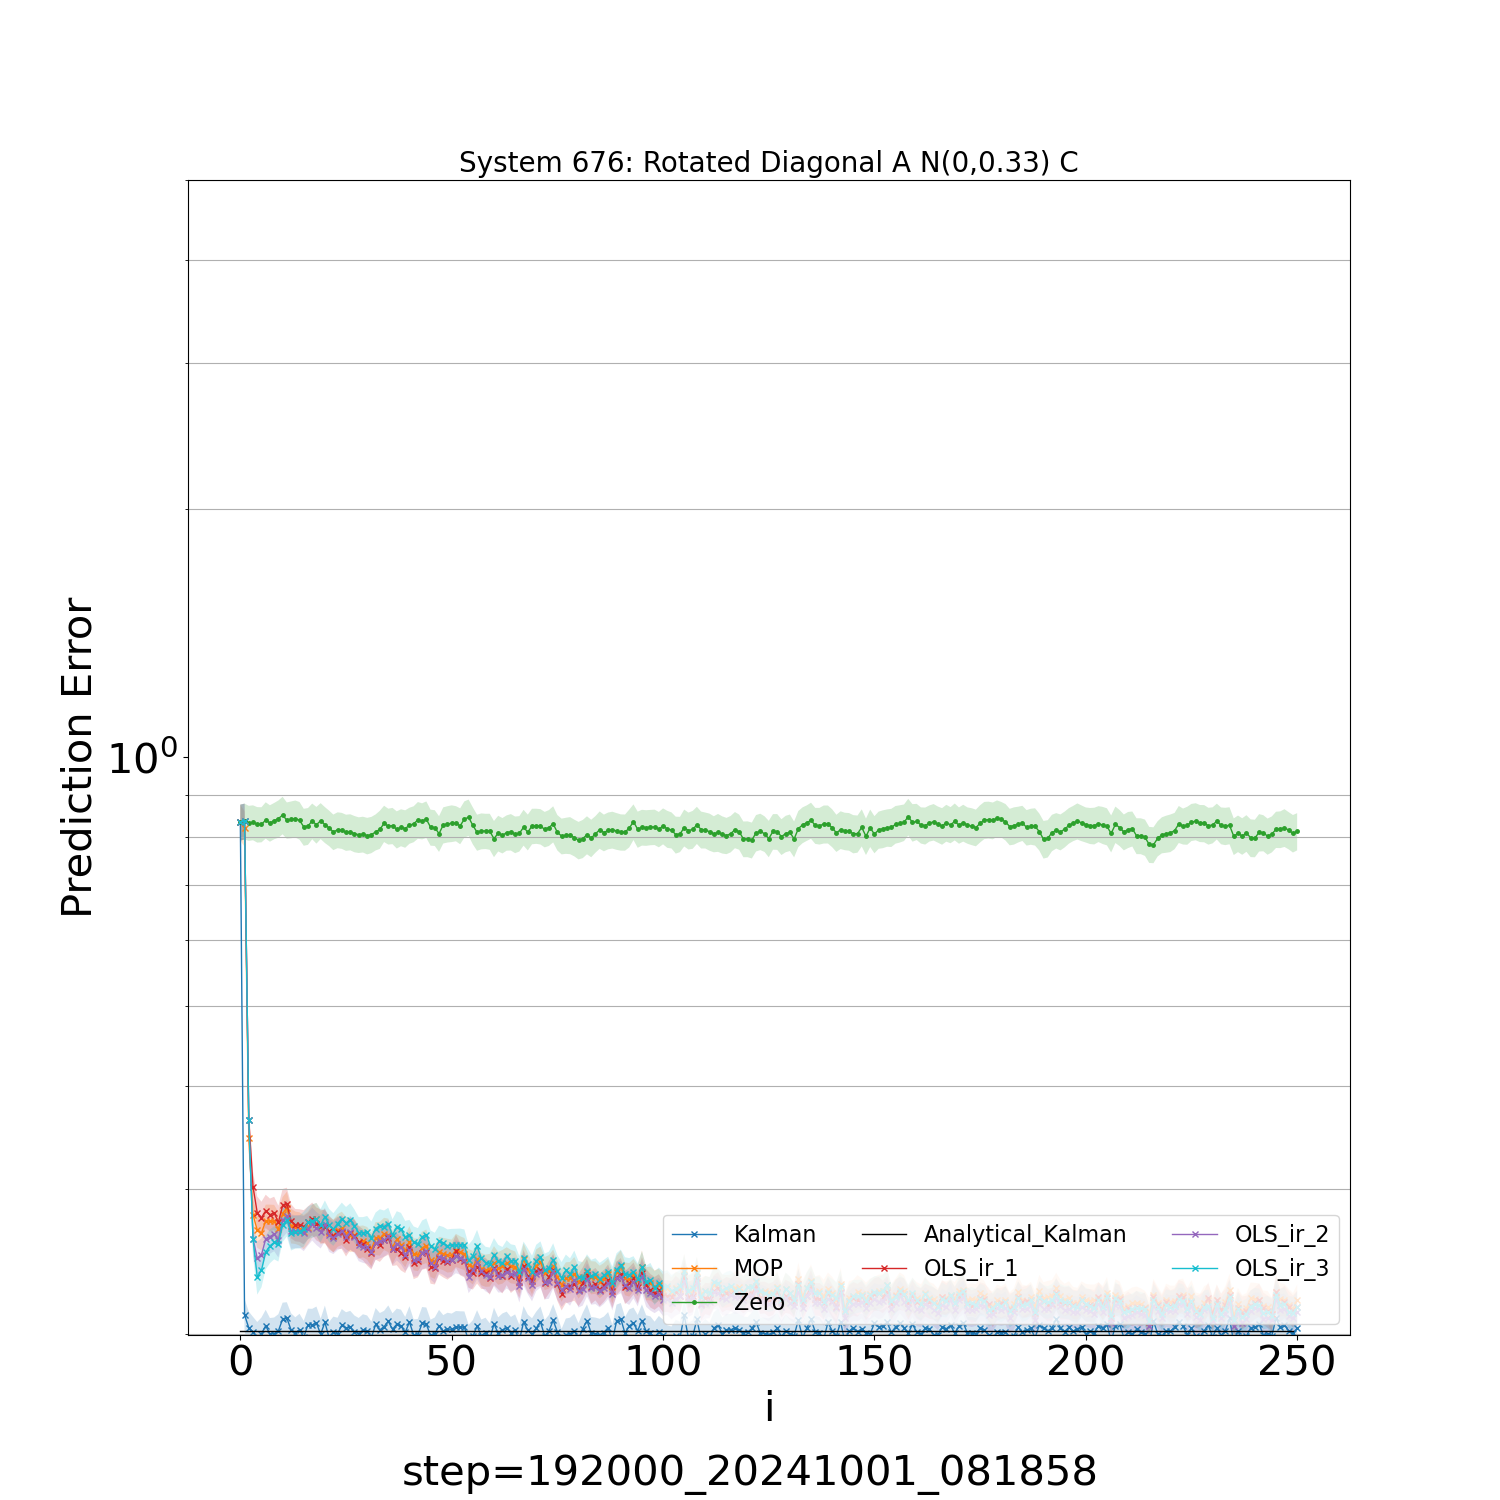 System 676: Rotated Diagonal A N(0,0.33) C
Prediction Error
10⁰
Kalman
MOP
Zero
Analytical_Kalman
OLS_ir_1
OLS_ir_2
OLS_ir_3
0 50 100 150 200 250
i
step=192000_20241001_081858